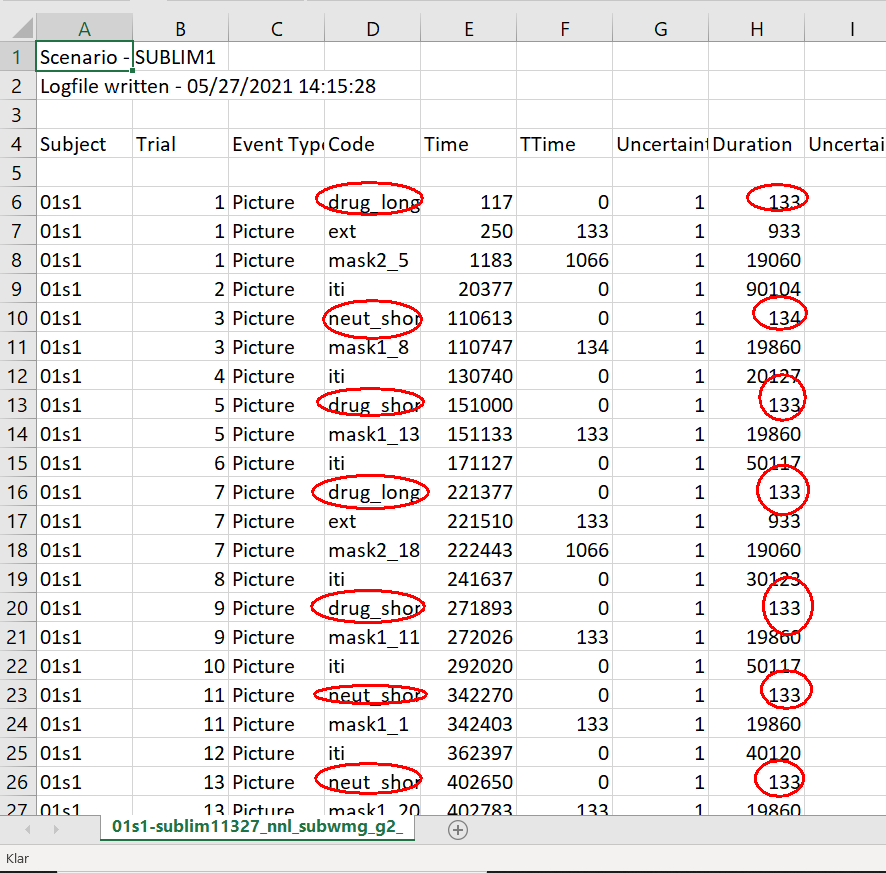 A B C D E F G H I
1 Scenario - SUBLIM1
2 Logfile written - 05/27/2021 14:15:28
3
4 Subject Trial Event Typ Code Time TTime Uncertaint Duration Uncertai
5
6 01s1 1 Picture drug_long 117 0 1 133
7 01s1 1 Picture ext 250 133 1 933
8 01s1 1 Picture mask2_5 1183 1066 1 19060
9 01s1 2 Picture iti 20377 0 1 90104
10 01s1 3 Picture neut_shor 110613 0 1 134
11 01s1 3 Picture mask1_8 110747 134 1 19860
12 01s1 4 Picture iti 130740 0 1 20127
13 01s1 5 Picture drug_shor 151000 0 1 133
14 01s1 5 Picture mask1_13 151133 133 1 19860
15 01s1 6 Picture iti 171127 0 1 50117
16 01s1 7 Picture drug_long 221377 0 1 133
17 01s1 7 Picture ext 221510 133 1 933
18 01s1 7 Picture mask2_18 222443 1066 1 19060
19 01s1 8 Picture iti 241637 0 1 30123
20 01s1 9 Picture drug_shor 271893 0 1 133
21 01s1 9 Picture mask1_11 272026 133 1 19860
22 01s1 10 Picture iti 292020 0 1 50117
23 01s1 11 Picture neut_shor 342270 0 1 133
24 01s1 11 Picture mask1_1 342403 133 1 19860
25 01s1 12 Picture iti 362397 0 1 40120
26 01s1 13 Picture neut_shor 402650 0 1 133
27 01s1 13 Picture mask1_20 402783 133 1 19860
01s1-sublim11327_nnl_subwmg_g2_
Klar